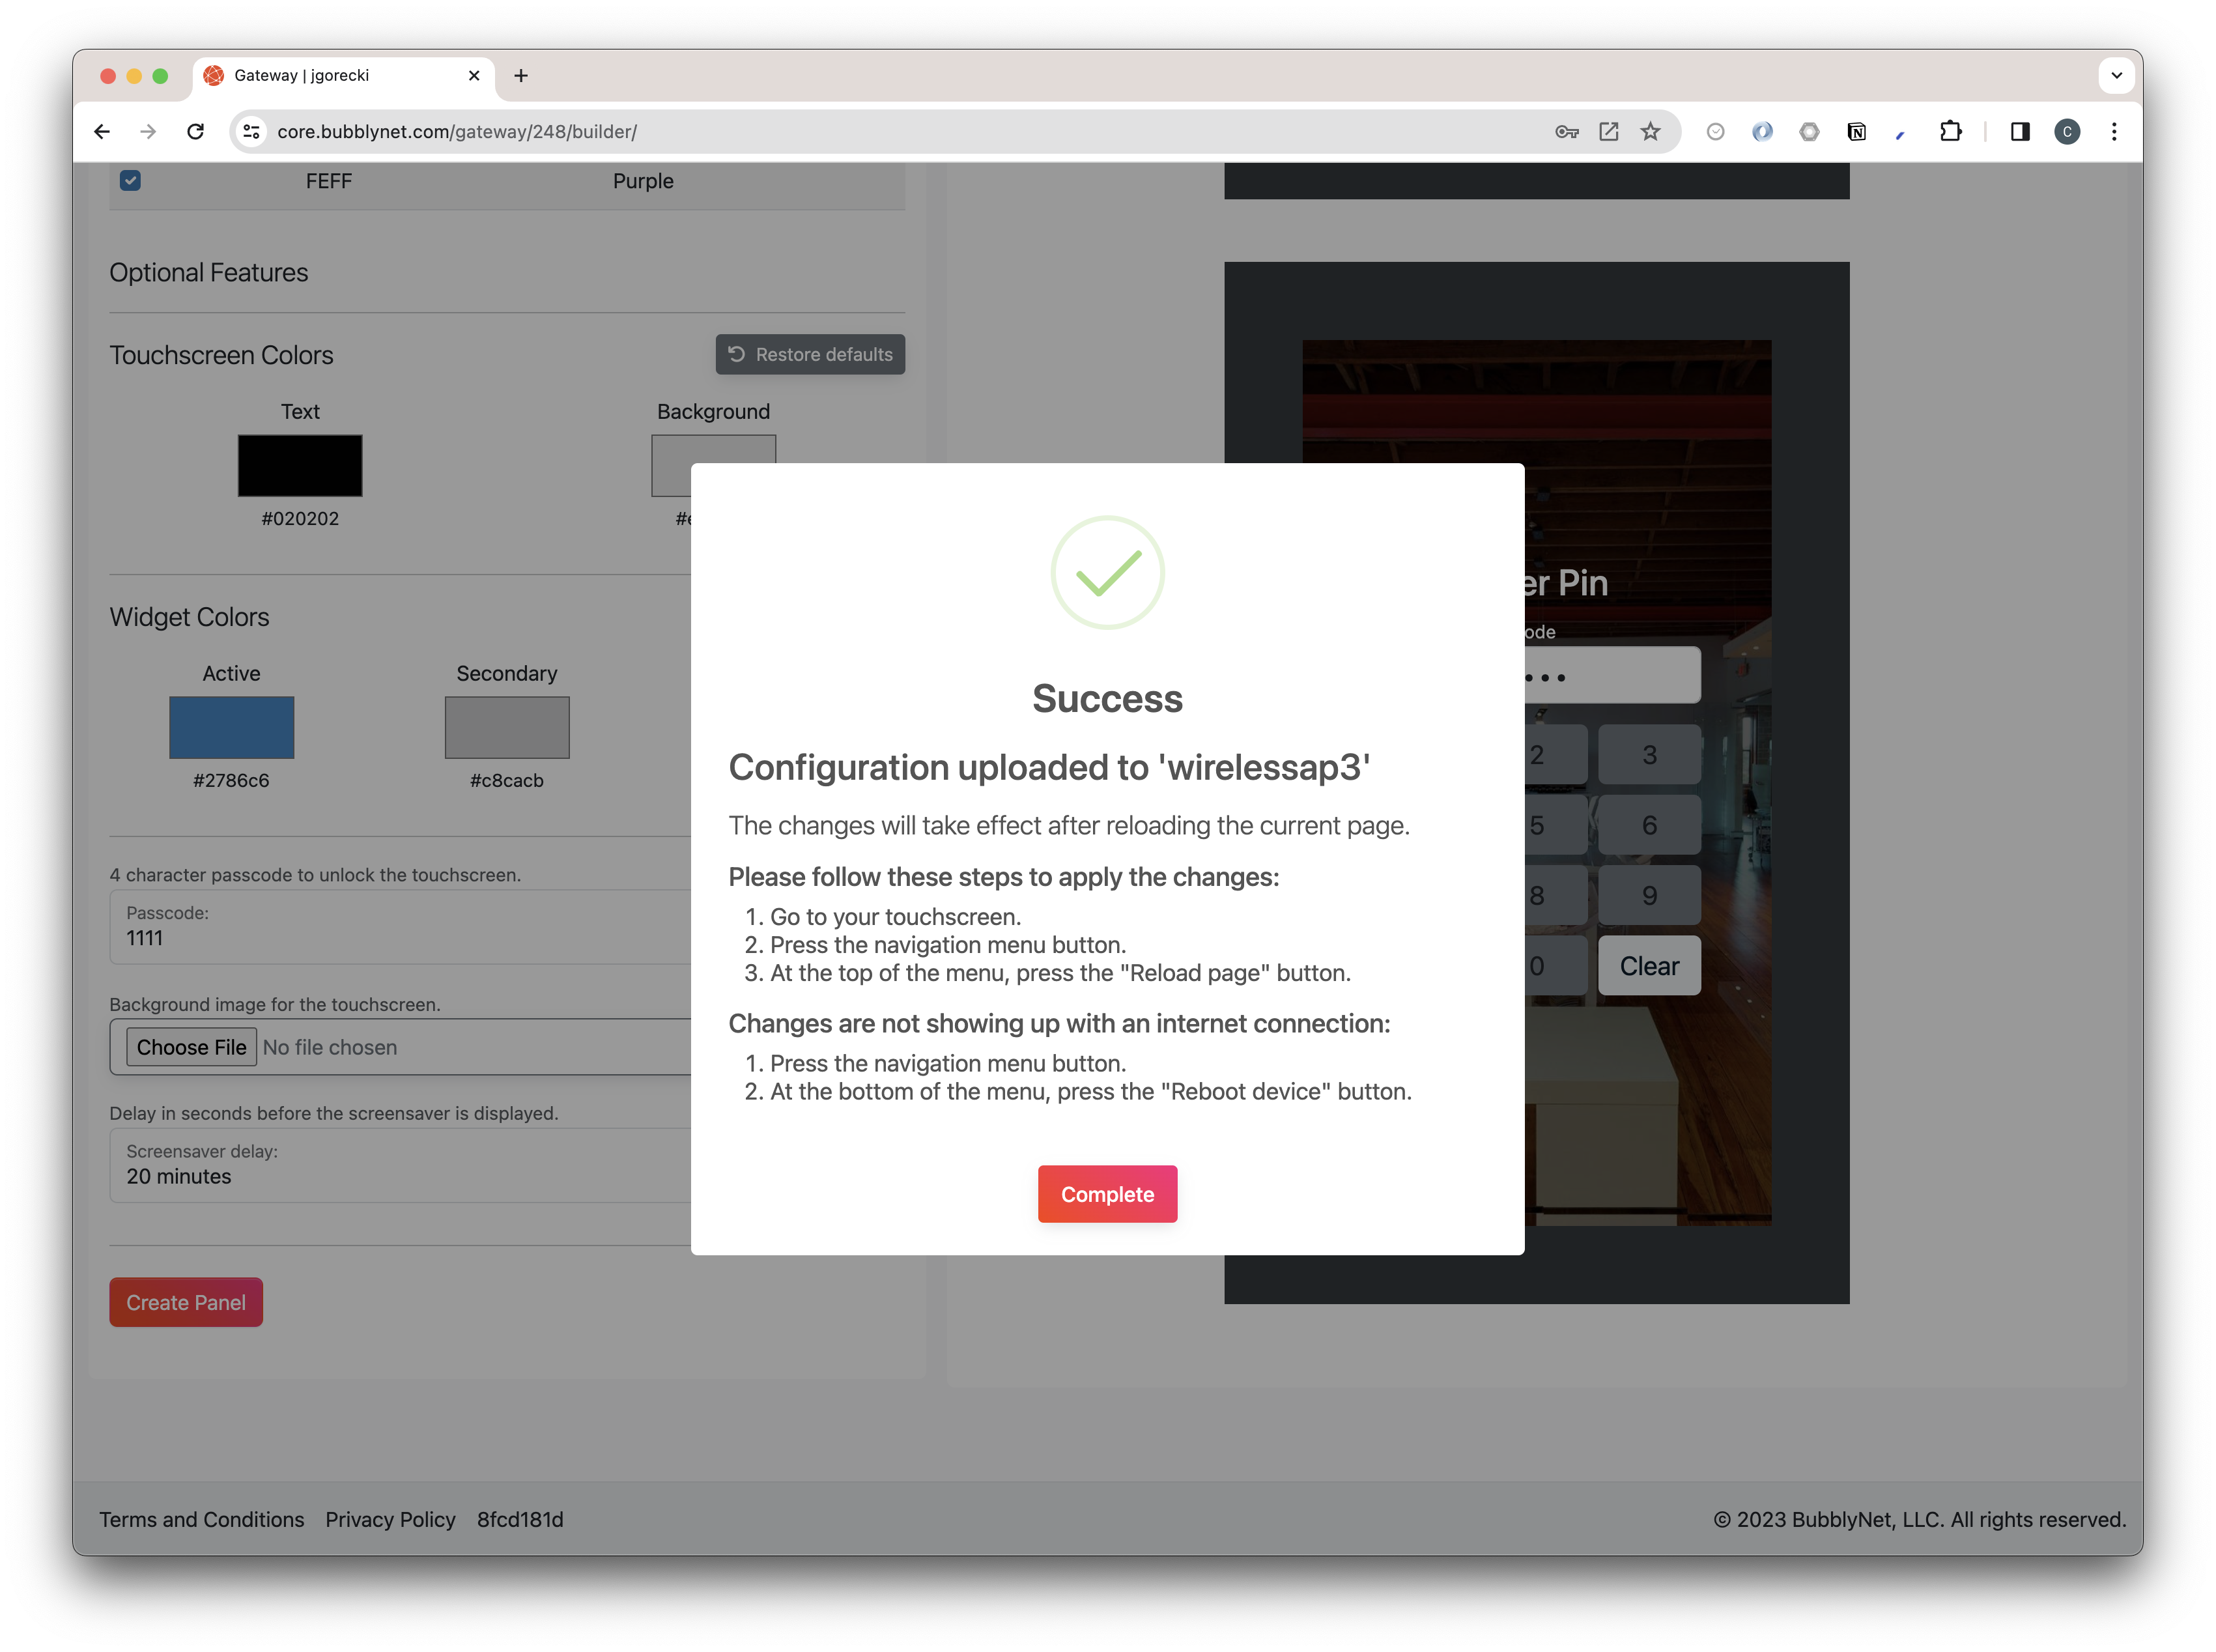 Gateway | jgorecki
core.bubblynet.com/gateway/248/builder/
C
FEFF Purple
Optional Features
Touchscreen Colors
Restore defaults
Text Background
#020202
Widget Colors
Active Secondary
#2786c6 #c8cacb
4 character passcode to unlock the touchscreen.
Passcode:
1111
Background image for the touchscreen.
Choose File No file chosen
Delay in seconds before the screensaver is displayed.
Screensaver delay:
20 minutes
Create Panel
Success
Configuration uploaded to 'wirelessap3'
The changes will take effect after reloading the current page.
Please follow these steps to apply the changes:
1. Go to your touchscreen.
2. Press the navigation menu button.
3. At the top of the menu, press the "Reload page" button.
Changes are not showing up with an internet connection:
1. Press the navigation menu button.
2. At the bottom of the menu, press the "Reboot device" button.
Complete
er Pin
ode
2 3
5 6
8 9
0 Clear
Terms and Conditions Privacy Policy 8fcd181d
© 2023 BubblyNet, LLC. All rights reserved.